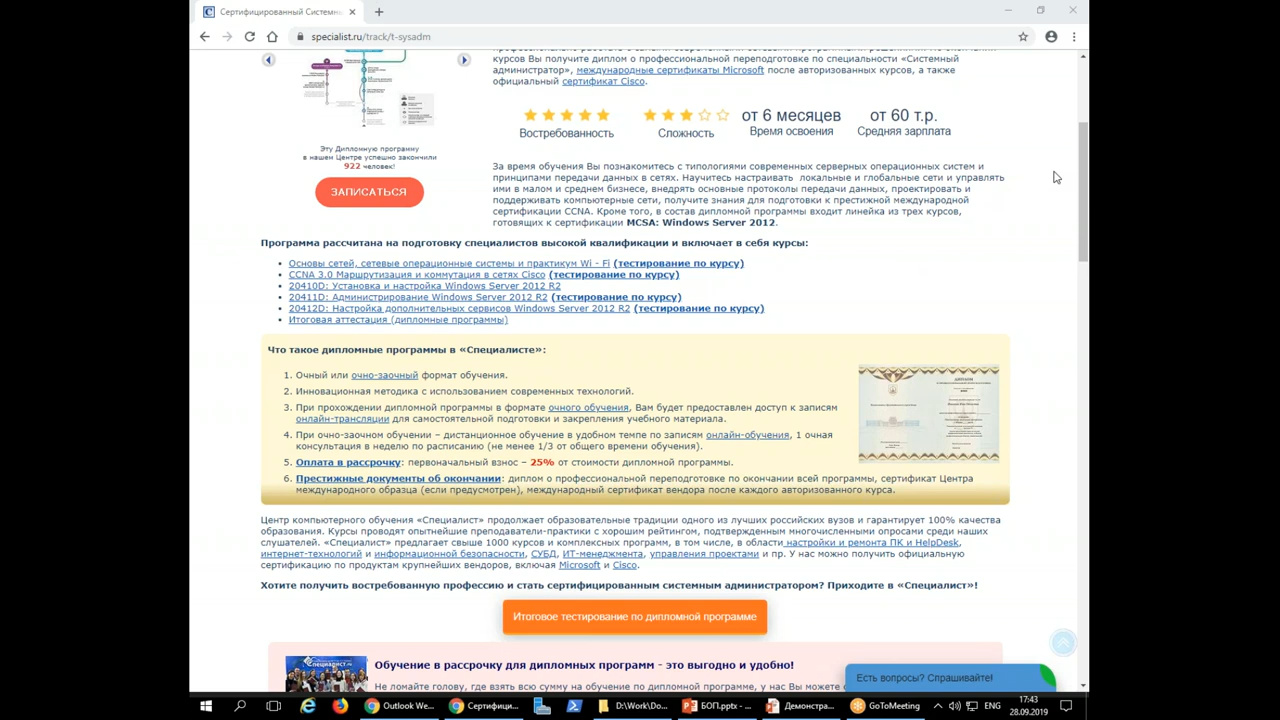 Сертифицированный Системны
specialist.ru/track/t-sysadm
курсов Вы получите диплом о профессиональной переподготовке по специальности «Системный
администратор», международные сертификаты Microsoft после авторизованных курсов, а также
официальный сертификат Cisco.
Востребованность
Сложность
от 6 месяцев
Время освоения
от 60 т.р.
Средняя зарплата
Эту Дипломную программу
в нашем Центре успешно закончили
922 человек!
ЗАПИСАТЬСЯ
За время обучения Вы познакомитесь с типологиями современных серверных операционных систем и
принципами передачи данных в сетях. Научитесь настраивать локальные и глобальные сети и управлять
ими в малом и среднем бизнесе, внедрять основные протоколы передачи данных, проектировать и
поддерживать компьютерные сети, получите знания для подготовки к престижной международной
сертификации CCNA. Кроме того, в состав дипломной программы входит линейка из трех курсов,
готовящих к сертификации MCSA: Windows Server 2012.
Программа рассчитана на подготовку специалистов высокой квалификации и включает в себя курсы:
Основы сетей, сетевые операционные системы и практикум Wi - Fi (тестирование по курсу)
CCNA 3.0 Маршрутизация и коммутация в сетях Cisco (тестирование по курсу)
20410D: Установка и настройка Windows Server 2012 R2
20411D: Администрирование Windows Server 2012 R2 (тестирование по курсу)
20412D: Настройка дополнительных сервисов Windows Server 2012 R2 (тестирование по курсу)
Итоговая аттестация (дипломные программы)
Что такое дипломные программы в «Специалисте»:
1. Очный или очно-заочный формат обучения.
2. Инновационная методика с использованием современных технологий.
3. При прохождении дипломной программы в формате очного обучения, Вам будет предоставлен доступ к записям
онлайн-трансляции для самостоятельной подготовки и закрепления учебного материала.
4. При очно-заочном обучении – дистанционное обучение в удобном темпе по записям онлайн-обучения, 1 очная
консультация в неделю по расписанию (не менее 1/3 от общего времени обучения).
5. Оплата в рассрочку: первоначальный взнос – 25% от стоимости дипломной программы.
6. Престижные документы об окончании: диплом о профессиональной переподготовке по окончании всей программы, сертификат Центра
международного образца (если предусмотрен), международный сертификат вендора после каждого авторизованного курса.
Центр компьютерного обучения «Специалист» продолжает образовательные традиции одного из лучших российских вузов и гарантирует 100% качества
образования. Курсы проводят опытнейшие преподаватели-практики с хорошим рейтингом, подтвержденным многочисленными опросами среди наших
слушателей. «Специалист» предлагает свыше 1000 курсов и комплексных программ, в том числе, в области настройки и ремонта ПК и HelpDesk,
интернет-технологий и информационной безопасности, СУБД, ИТ-менеджмента, управления проектами и пр. У нас можно получить официальную
сертификацию по продуктам крупнейших вендоров, включая Microsoft и Cisco.
Хотите получить востребованную профессию и стать сертифицированным системным администратором? Приходите в «Специалист»!
Итоговое тестирование по дипломной программе
Специалист.ru
Обучение в рассрочку для дипломных программ - это выгодно и удобно!
Не ломайте голову, где взять всю сумму на обучение по дипломной программе, у нас Вы можете
Есть вопросы? Спрашивайте!
Outlook We...
Сертифици...
D:\Work\Do...
БОП.pptx - ...
Демонстра...
GoToMeeting
ENG
17:43
28.09.2019